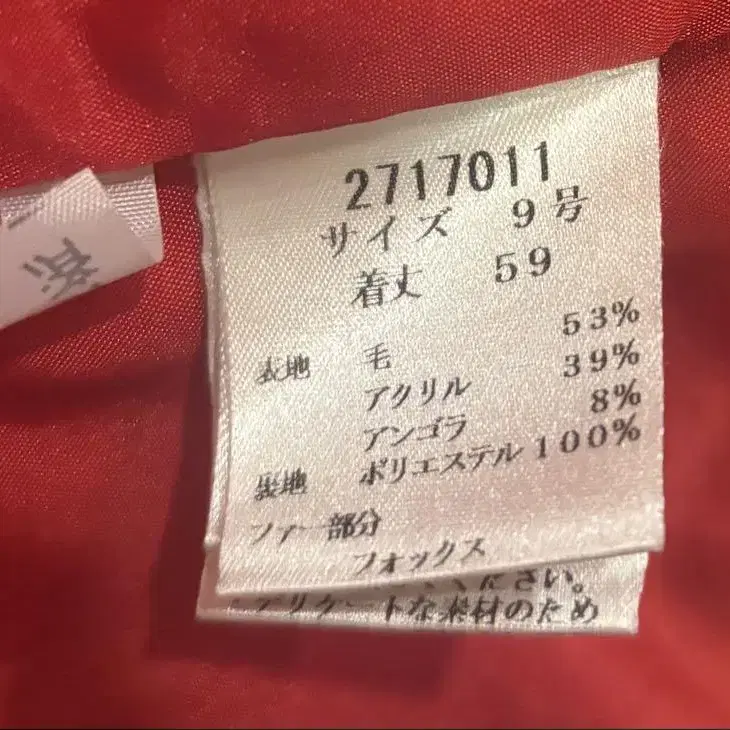 2717011
サイズ 9号
着丈 59
表地 毛 53%
アクリル 39%
アンゴラ 8%
裏地 ポリエステル 100%
ファー部分
フォックス
ください。
デリケートな素材のため